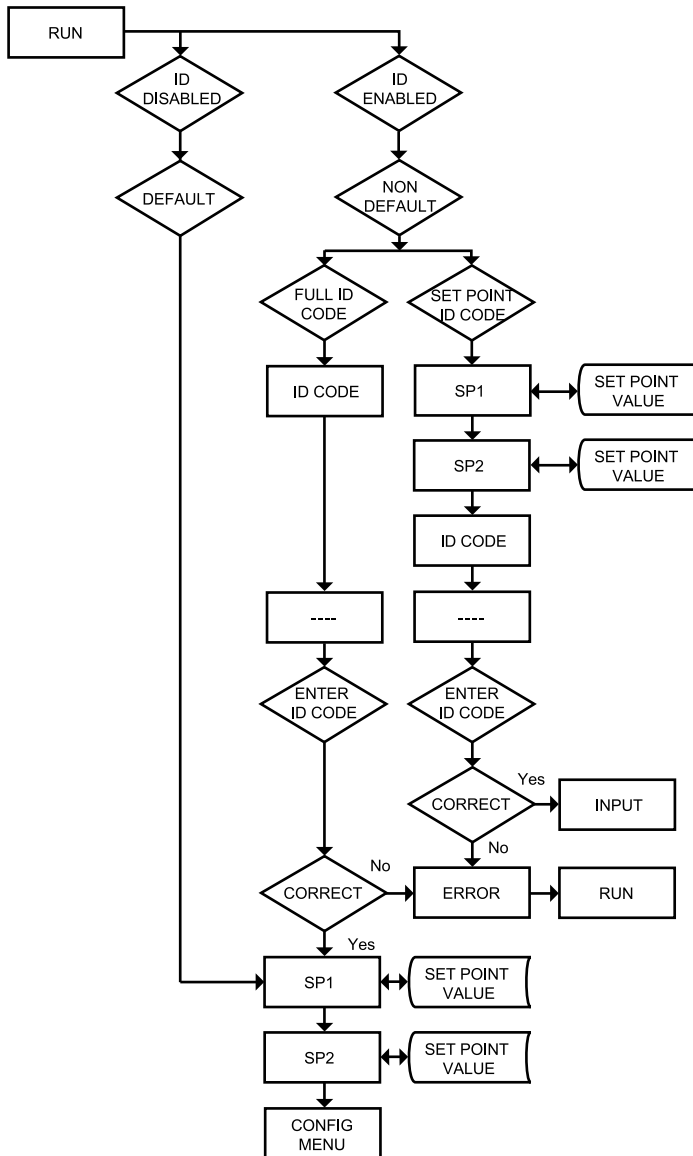 RUN
ID
DISABLED
ID
ENABLED
DEFAULT
NON
DEFAULT
FULL ID
CODE
SET POINT
ID CODE
ID CODE
SP1
SET POINT
VALUE
SP2
SET POINT
VALUE
ID CODE
----
----
ENTER
ID CODE
ENTER
ID CODE
CORRECT
Yes
INPUT
No
CORRECT
No
ERROR
RUN
Yes
SP1
SET POINT
VALUE
SP2
SET POINT
VALUE
CONFIG
MENU